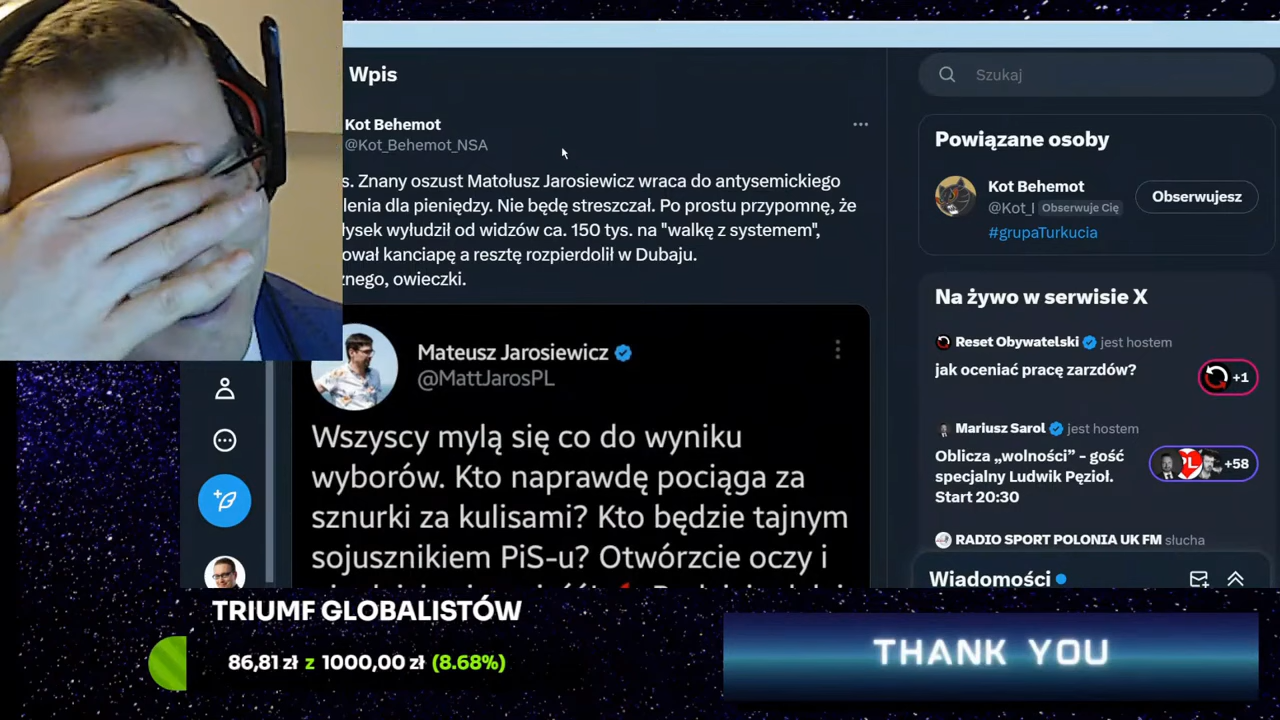 Wpis
Kot Behemot
@Kot_Behemot_NSA
s. Znany oszust Matołusz Jarosiewicz wraca do antysemickiego
lenia dla pieniędzy. Nie będę streszczał. Po prostu przypomnę, że
łysek wyłudził od widzów ca. 150 tys. na "walkę z systemem",
ował kanciapę a resztę rozpierdolił w Dubaju.
znego, owieczki.
Mateusz Jarosiewicz
@MattJarosPL
Wszyscy mylą się co do wyniku
wyborów. Kto naprawdę pociąga za
sznurki za kulisami? Kto będzie tajnym
sojusznikiem PiS-u? Otwórzcie oczy i
Szukaj
Powiązane osoby
Kot Behemot
@Kot_I Obserwuje Cię
Obserwujesz
#grupaTurkucia
Na żywo w serwisie X
Reset Obywatelski jest hostem
jak oceniać pracę zarzdów?
+1
Mariusz Sarol jest hostem
Oblicza „wolności” - gość
specjalny Ludwik Pęzioł.
Start 20:30
PL
+58
RADIO SPORT POLONIA UK FM słucha
Wiadomości
TRIUMF GLOBALISTÓW
86,81 zł z 1000,00 zł (8.68%)
THANK YOU